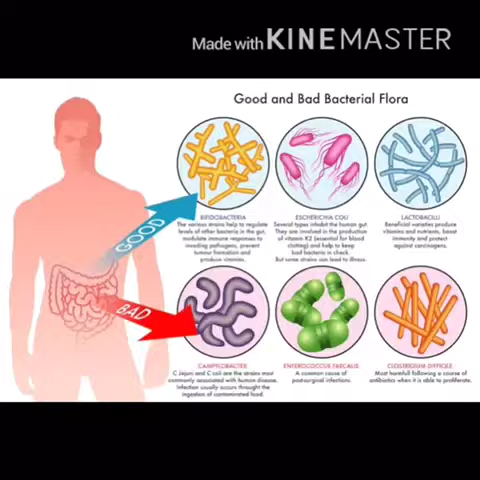 Made with KINEMASTER
Good and Bad Bacterial Flora
GOOD
BIFIDOBACTERIA
The various strains help to regulate
levels of other bacteria in the gut,
modulate immune responses to
invading pathogens, prevent
tumour formation and
produce vitamins.
ESCHERICHIA COLI
Several types inhabit the human gut.
They are involved in the production
of vitamin K2 (essential for blood
clotting) and help to keep
bad bacteria in check.
But some strains can lead to illness.
LACTOBACILLI
Beneficial varieties produce
vitamins and nutrients, boost
immunity and protect
against carcinogens.
BAD
CAMPYLOBACTER
C jejuni and C coli are the strains most
commonly associated with human disease.
Infection usually occurs through the
ingestion of contaminated food.
ENTEROCOCCUS FAECALIS
A common cause of
postsurgical infections.
CLOSTRIDIUM DIFFICILE
Most harmful following a course of
antibiotics when it is able to proliferate.